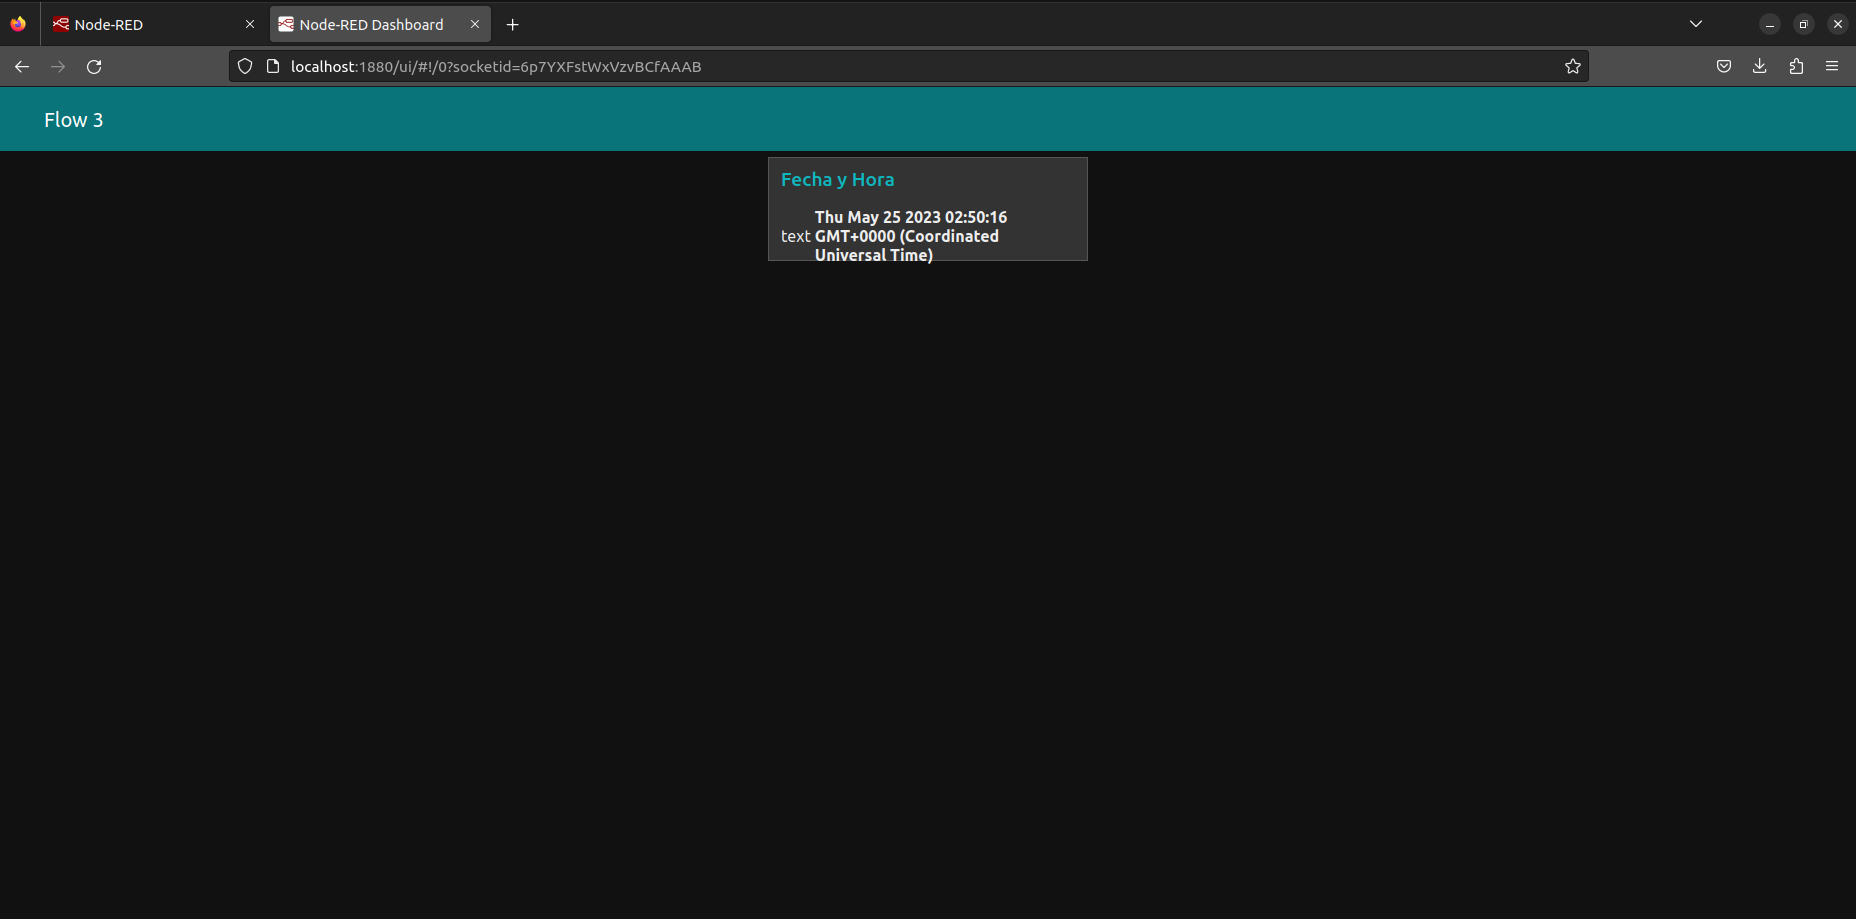 Node-RED
Node-RED Dashboard
localhost:1880/ui/#!/0?socketid=6p7YXFstWxVzvBCfAAAB
Flow 3
Fecha y Hora
text Thu May 25 2023 02:50:16
GMT+0000 (Coordinated
Universal Time)